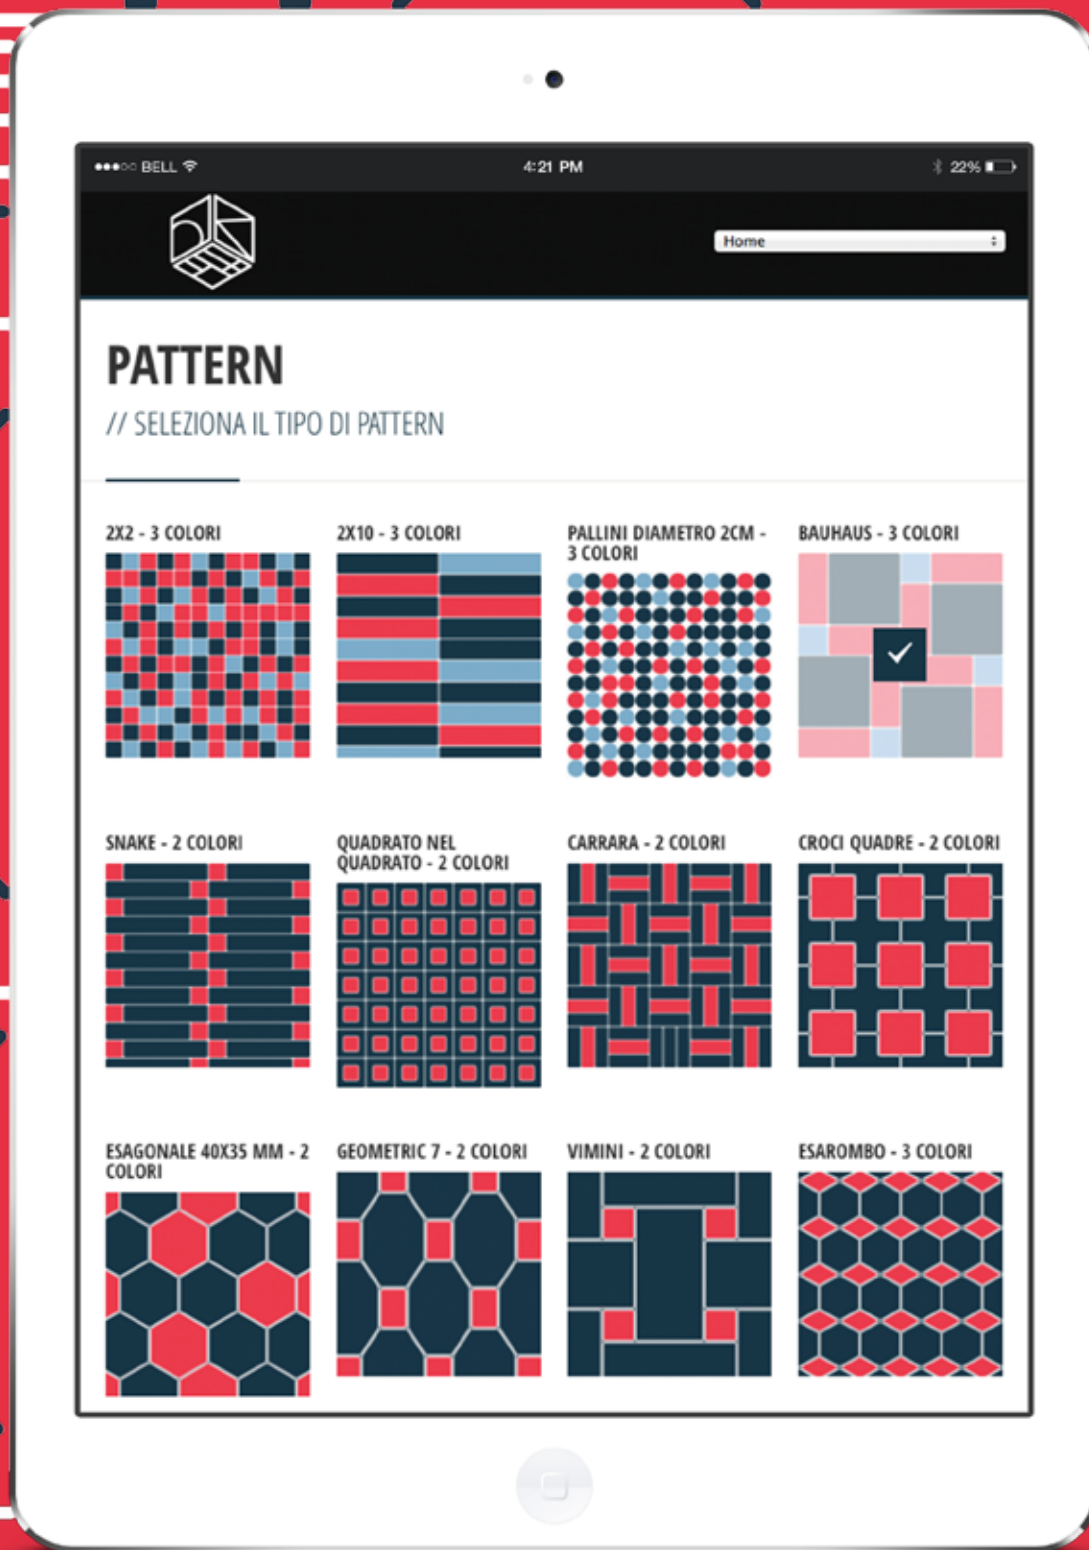 BELL
4:21 PM
22%
Home
PATTERN
// SELEZIONA IL TIPO DI PATTERN
2X2 - 3 COLORI
2X10 - 3 COLORI
PALLINI DIAMETRO 2CM -
3 COLORI
BAUHAUS - 3 COLORI
SNAKE - 2 COLORI
QUADRATO NEL
QUADRATO - 2 COLORI
CARRARA - 2 COLORI
CROCI QUADRE - 2 COLORI
ESAGONALE 40X35 MM - 2
COLORI
GEOMETRIC 7 - 2 COLORI
VIMINI - 2 COLORI
ESAROMBO - 3 COLORI